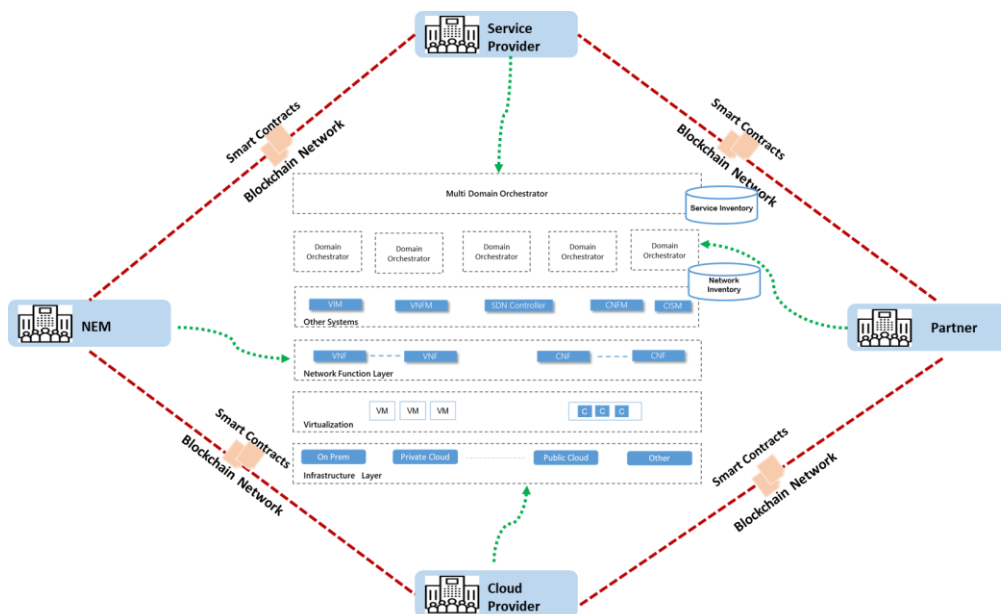 Service
Provider
Smart Contracts
Blockchain Network
Smart Contracts
Blockchain Network
Multi Domain Orchestrator
Service Inventory
Domain
Orchestrator
Domain
Orchestrator
Domain
Orchestrator
Domain
Orchestrator
Domain
Orchestrator
Network
Inventory
VIM
VNFM
SDN Controller
CNFM
CISM
Other Systems
NEM
Partner
VNF
VNF
CNF
CNF
Network Function Layer
VM
VM
VM
C
C
C
Virtualization
On Prem
Private Cloud
Public Cloud
Other
Infrastructure Layer
Smart Contracts
Blockchain Network
Smart Contracts
Blockchain Network
Cloud
Provider